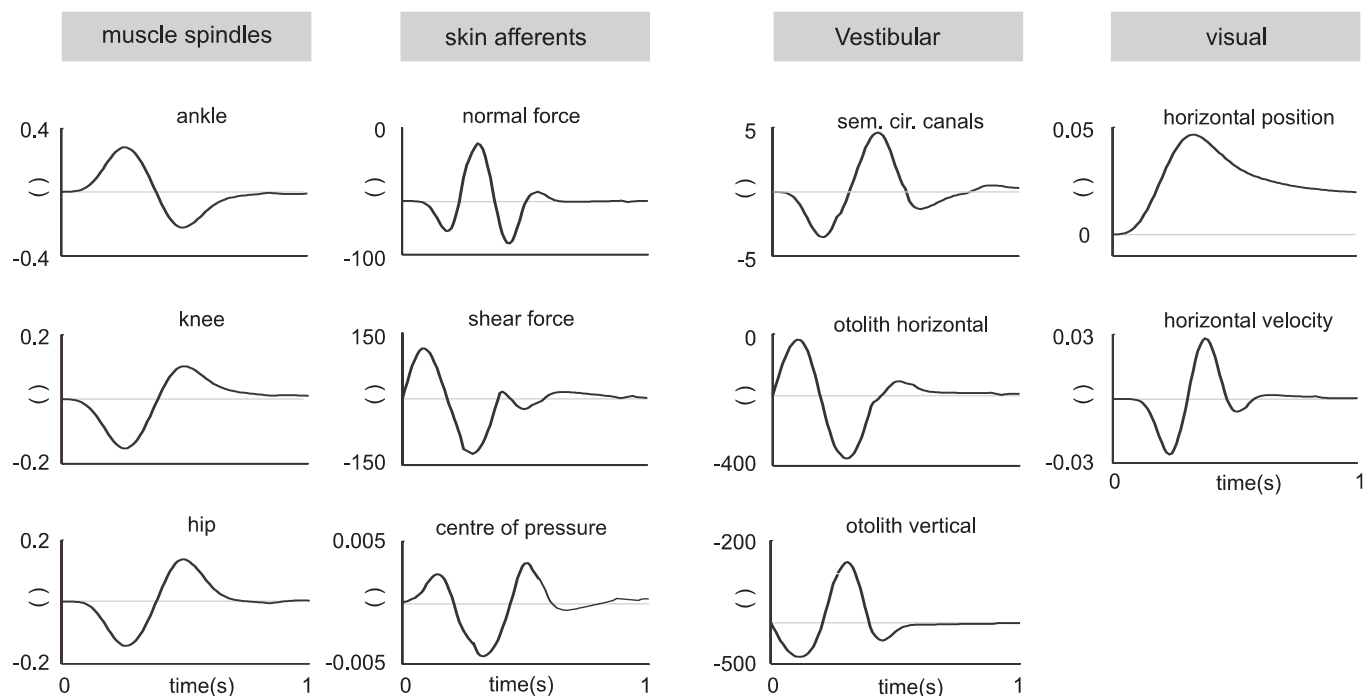 muscle spindles
skin afferents
Vestibular
visual
ankle
0.4
( )
-0.4
normal force
0
( )
-100
sem. cir. canals
5
( )
-5
horizontal position
0.05
( )
0
knee
0.2
( )
-0.2
shear force
150
( )
-150
otolith horizontal
0
( )
-400
horizontal velocity
0.03
( )
-0.03
0 time(s) 1
hip
0.2
( )
-0.2
0 time(s) 1
centre of pressure
0.005
( )
-0.005
0 time(s) 1
otolith vertical
-200
( )
-500
0 time(s) 1